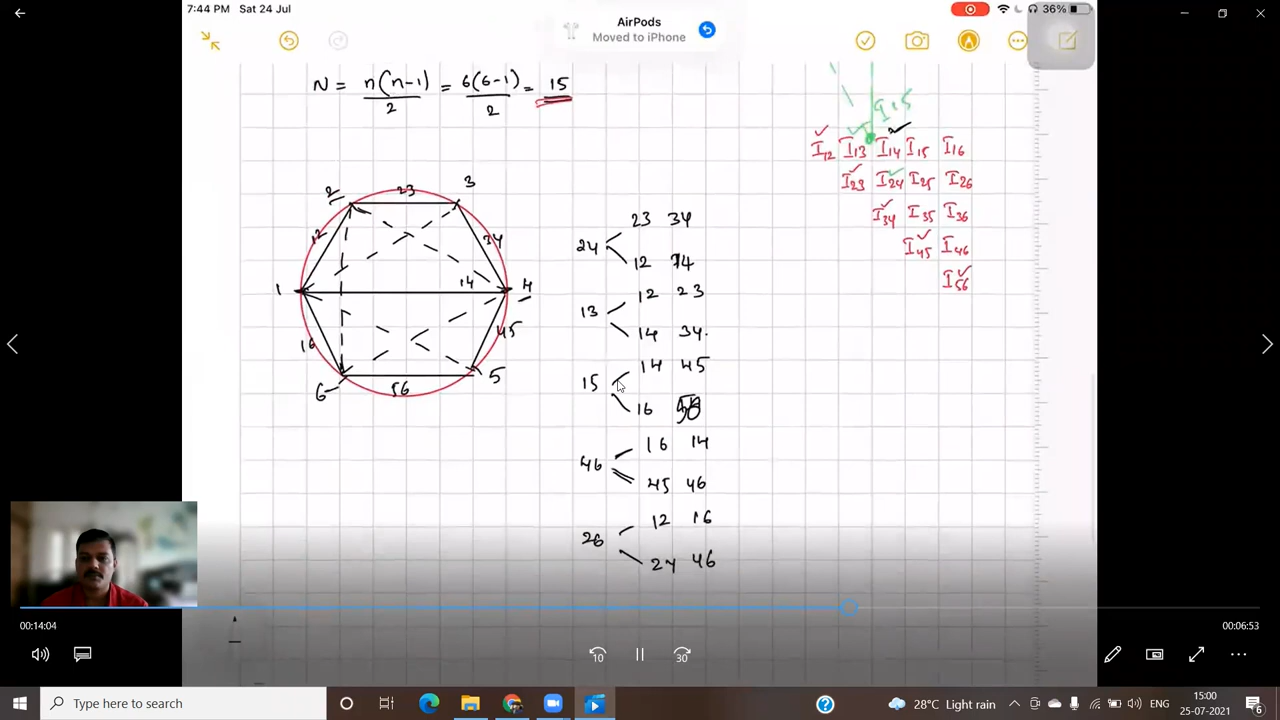 7:44 PM Sat 24 Jul
36%
AirPods
Moved to iPhone
N = n(n-1)/2 = 6(6-1)/2 = 15
I15
I12 I13 I14 I15 I16
I23 I24 I25 I26
I34 I35 I36
I45 I46
I56
2 23 3
12 34
1 14 4
16 45
6 56 5
23 34
24
12 14
12 23
13
14 34.
14 45
15
16
16 14
46
45 46
12 16
26
24 46
00:14:04
00:06:53
10
30
Type here to search
28°C Light rain
ENG
15:00
25-07-2021
6